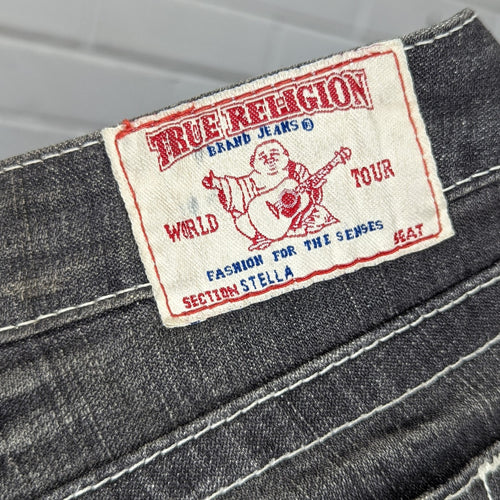 TRUE RELIGION
BRAND JEANS ®
WORLD TOUR
FASHION FOR THE SENSES
SECTION STELLA SEAT